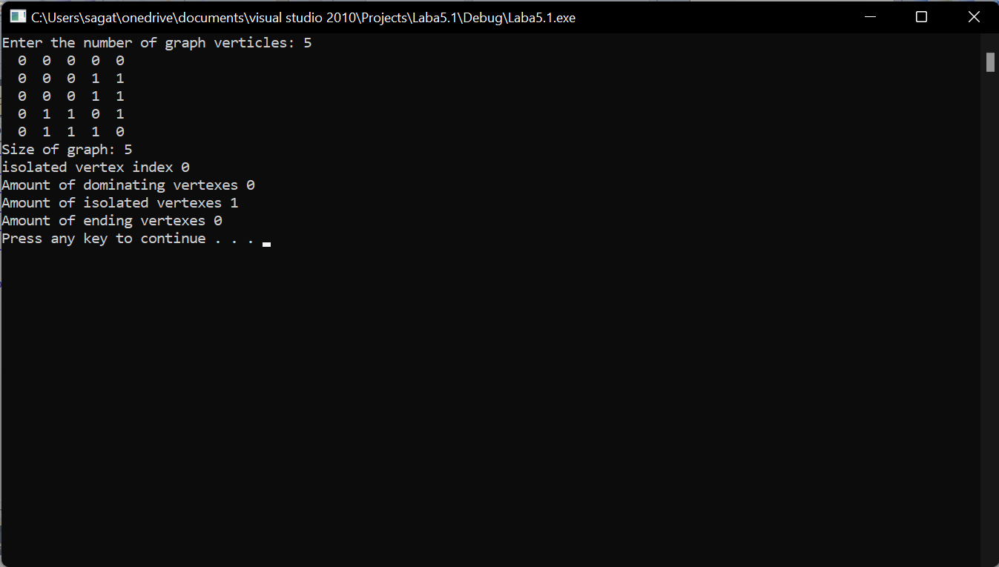 C:\Users\sagat\onedrive\documents\visual studio 2010\Projects\Laba5.1\Debug\Laba5.1.exe
Enter the number of graph verticles: 5
  0  0  0  0  0
  0  0  0  1  1
  0  0  0  1  1
  0  1  1  0  1
  0  1  1  1  0
Size of graph: 5
isolated vertex index 0
Amount of dominating vertexes 0
Amount of isolated vertexes 1
Amount of ending vertexes 0
Press any key to continue . . .